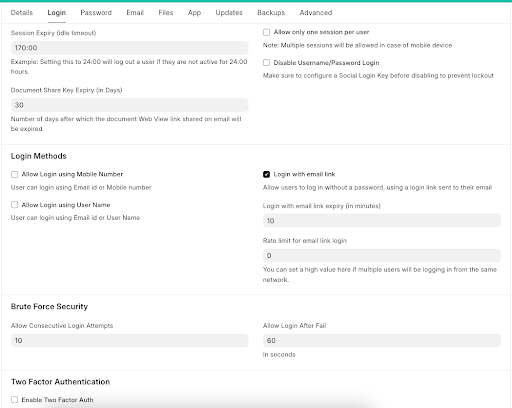 Details Login Password Email Files App Updates Backups Advanced
Session Expiry (idle timeout)
170:00
Example: Setting this to 24:00 will log out a user if they are not active for 24:00
hours.
Document Share Key Expiry (in Days)
30
Number of days after which the document Web View link shared on email will
be expired
Allow only one session per user
Note: Multiple sessions will be allowed in case of mobile device
Disable Username/Password Login
Make sure to configure a Social Login Key before disabling to prevent lockout
Login Methods
Allow Login using Mobile Number
User can login using Email id or Mobile number
Allow Login using User Name
User can login using Email id or User Name
Login with email link
Allow users to log in without a password, using a login link sent to their email
Login with email link expiry (in minutes)
10
Rate limit for email link login
0
You can set a high value here if multiple users will be logging in from the same
network.
Brute Force Security
Allow Consecutive Login Attempts
10
Allow Login After Fail
60
In seconds
Two Factor Authentication
Enable Two Factor Auth